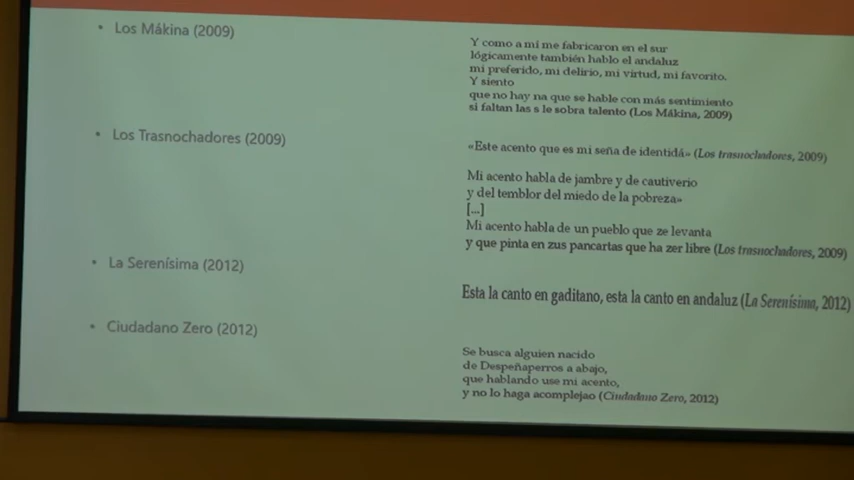 • Los Mákina (2009)
Y como a mi me fabricaron en el sur
lógicamente también hablo el andaluz
mi preferido, mi delirio, mi virtud, mi favorito.
Y siento
que no hay na que se hable con más sentimiento
si faltan las s le sobra talento (Los Mákina, 2009)
• Los Trasnochadores (2009)
«Este acento que es mi seña de identidá» (Los trasnochadores, 2009)
Mi acento habla de jambre y de cautiverio
y del temblor del miedo de la pobreza»
[...]
Mi acento habla de un pueblo que ze levanta
y que pinta en zus pancartas que ha zer libre (Los trasnochadores, 2009)
• La Serenísima (2012)
Esta la canto en gaditano, esta la canto en andaluz (La Serenísima, 2012)
• Ciudadano Zero (2012)
Se busca alguien nacido
de Despeñaperros a abajo,
que hablando use mi acento,
y no lo haga acomplejao (Ciudadano Zero, 2012)